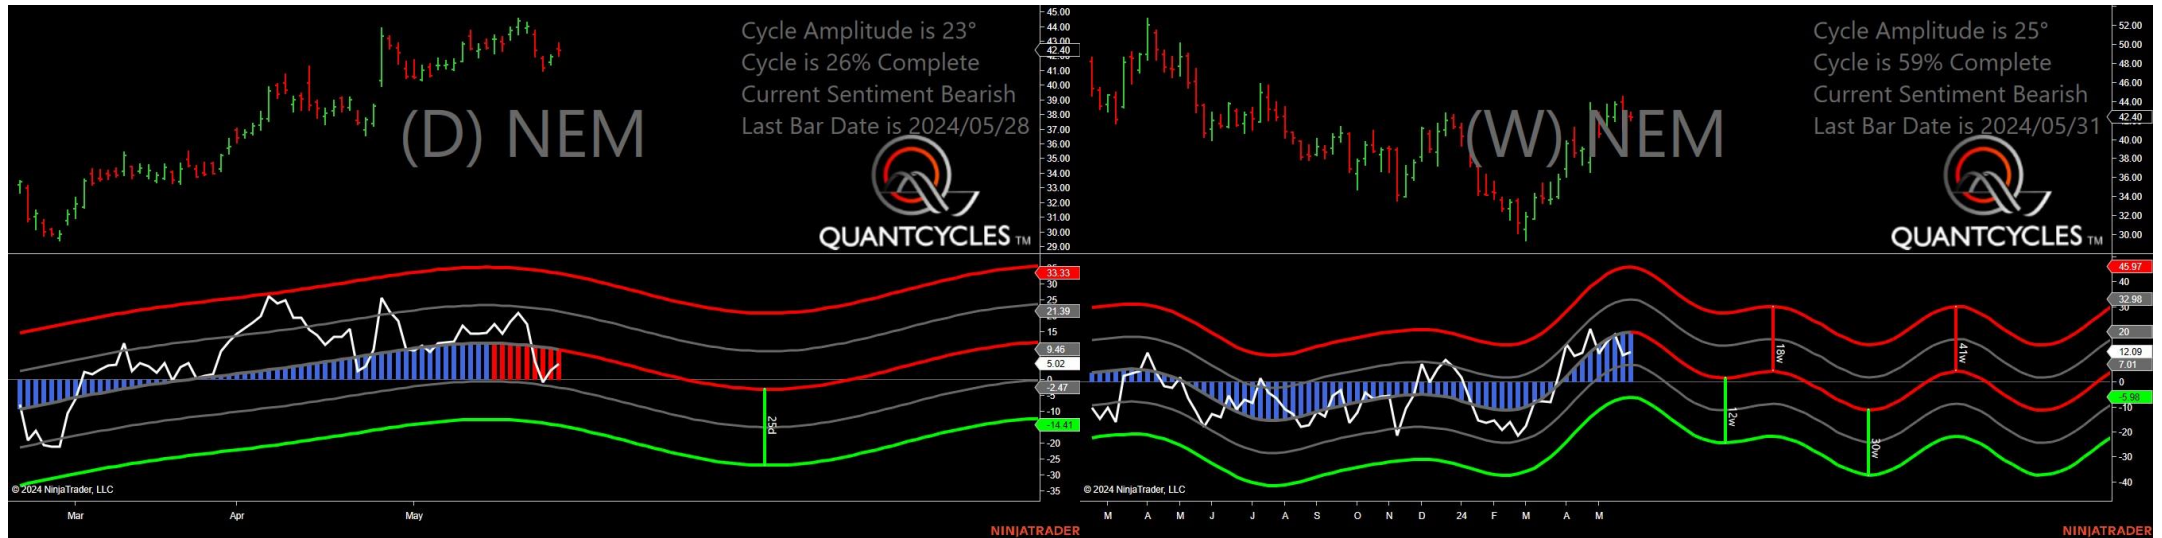 Cycle Amplitude is 23°
Cycle is 26% Complete
Current Sentiment Bearish
Last Bar Date is 2024/05/28
(D) NEM
QUANTCYCLES TM
45.00
44.00
43.00
42.40
41.00
40.00
39.00
38.00
37.00
36.00
35.00
34.00
33.00
32.00
31.00
30.00
29.00
33.33
30
25
21.39
15
9.46
5.02
0
-2.47
-5
-10
-14.41
-20
-25
-30
-35
25d
© 2024 NinjaTrader, LLC
Mar Apr May
NINJATRADER
Cycle Amplitude is 25°
Cycle is 59% Complete
Current Sentiment Bearish
Last Bar Date is 2024/05/31
(W) NEM
QUANTCYCLES TM
52.00
50.00
48.00
46.00
44.00
42.40
40.00
38.00
36.00
34.00
32.00
30.00
45.97
40
32.98
30
20
12.09
7.01
0
-5.98
-10
-20
-30
-40
12w
18w
30w
41w
© 2024 NinjaTrader, LLC
M A M J J A S O N D 24 F M A M
NINJATRADER